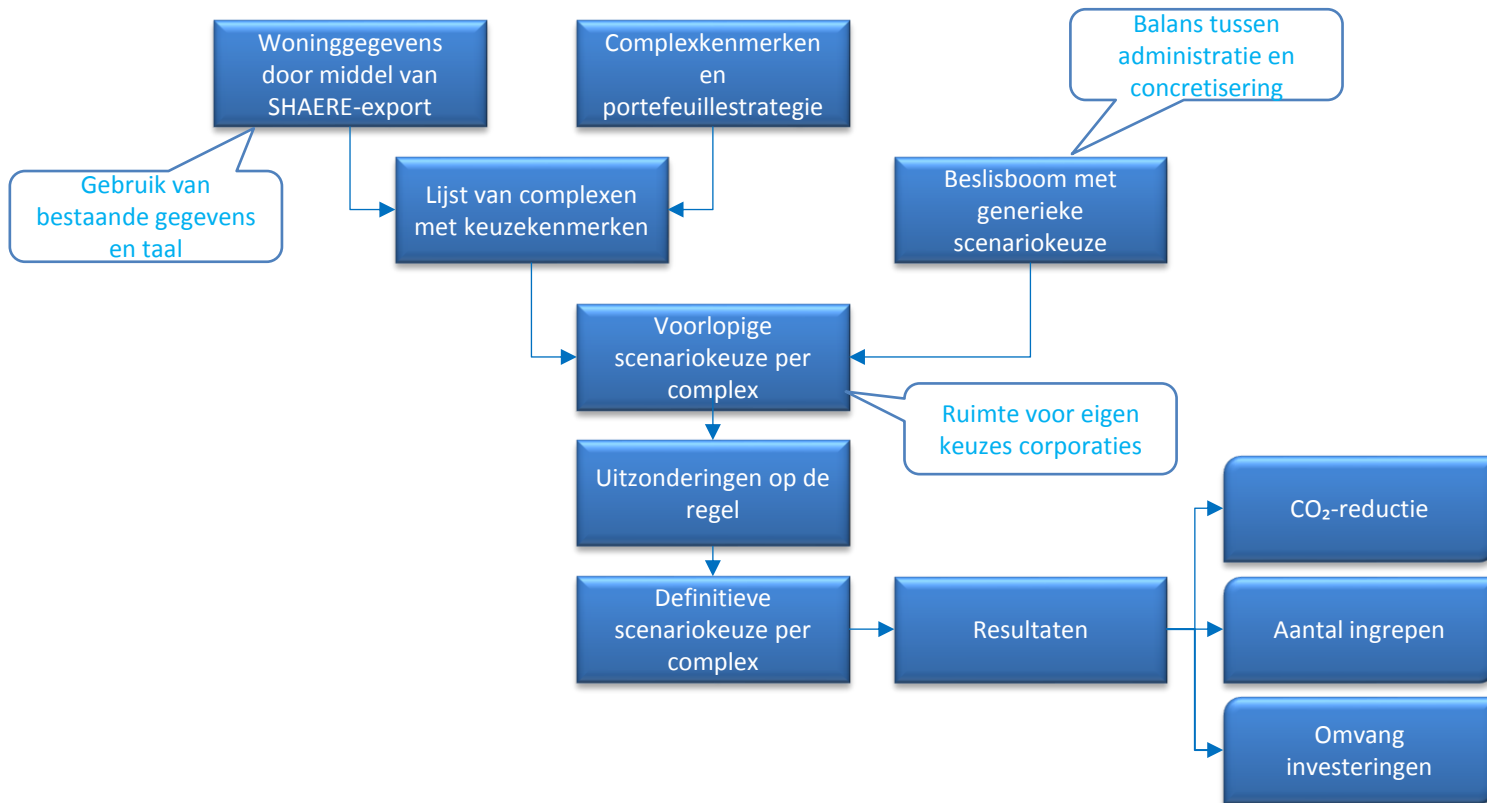 Woninggegevens
door middel van
SHAERE-export
Complexkenmerken
en
portefeuillestrategie
Balans tussen
administratie en
concretisering
Gebruik van
bestaande gegevens
en taal
Lijst van complexen
met keuzekenmerken
Beslisboom met
generieke
scenariokeuze
Voorlopige
scenariokeuze per
complex
Ruimte voor eigen
keuzes corporaties
Uitzonderingen op de
regel
Definitieve
scenariokeuze per
complex
Resultaten
CO₂-reductie
Aantal ingrepen
Omvang
investeringen